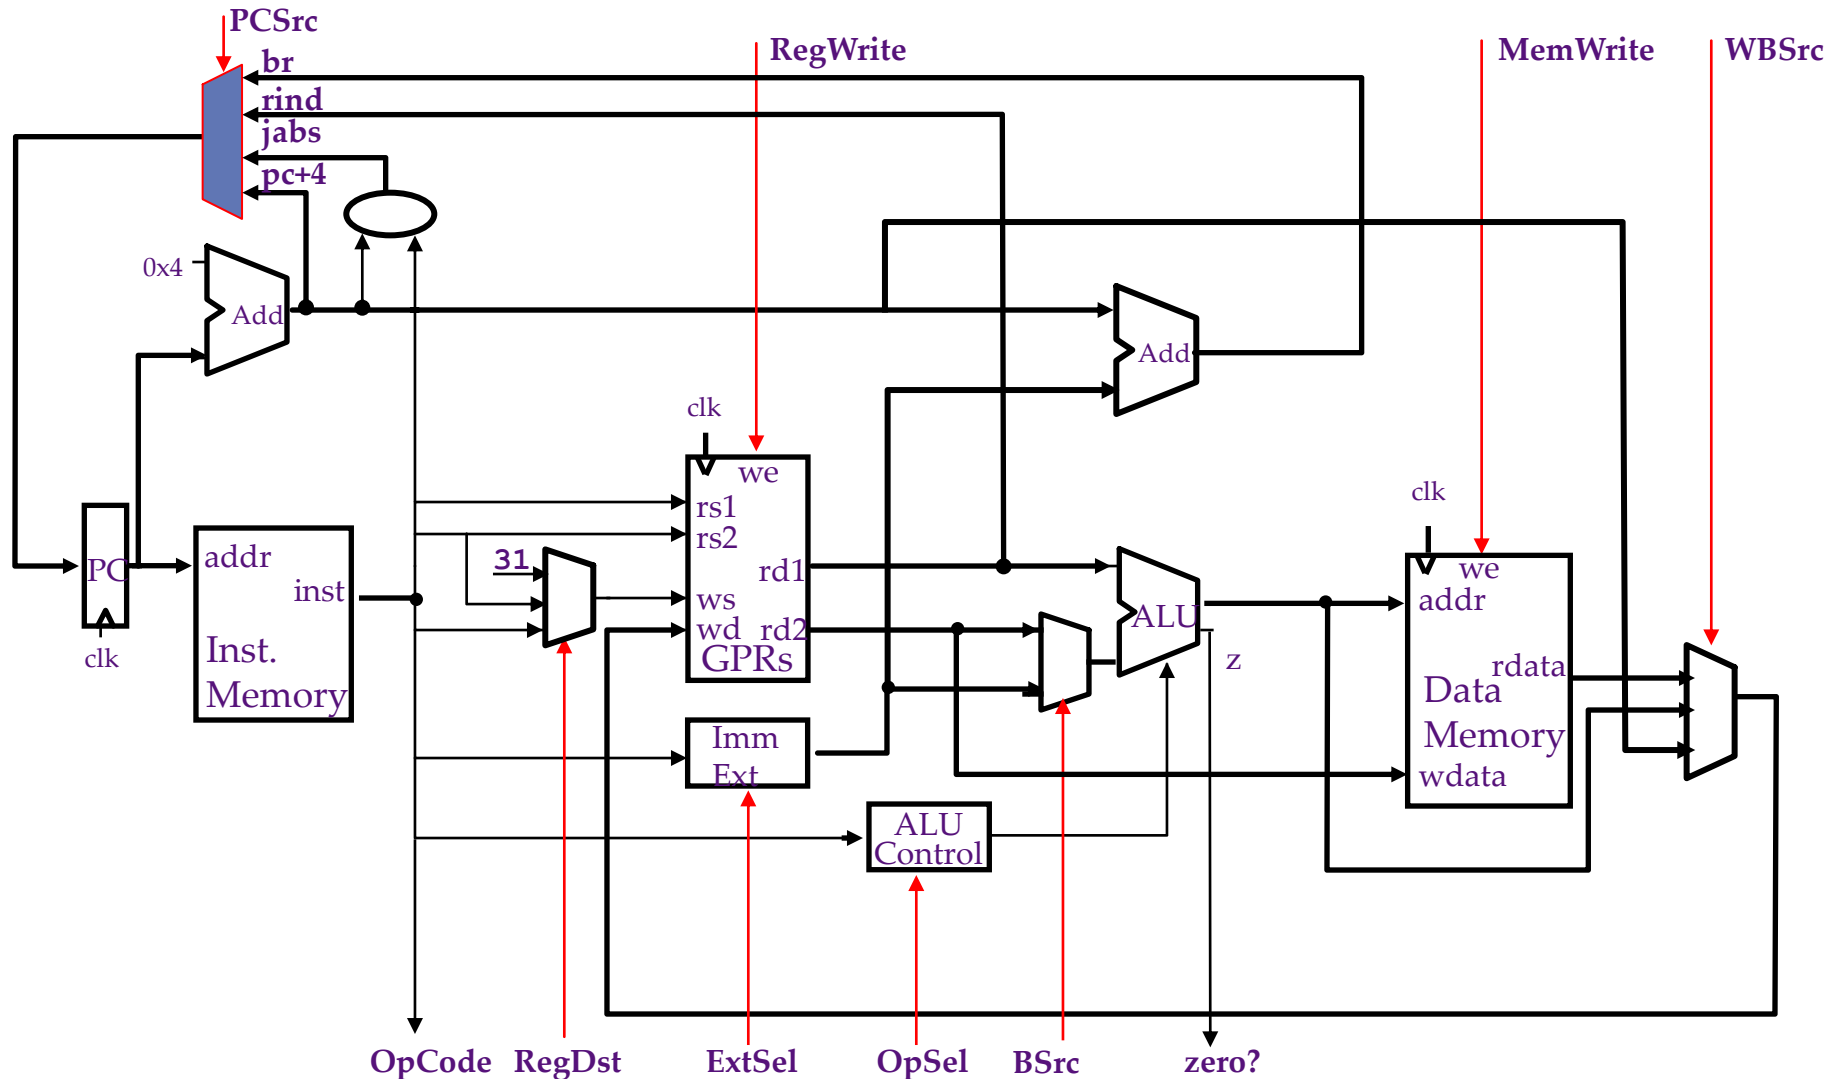 PCSrc
br
RegWrite
MemWrite
WBSrc
rind
jabs
pc+4
0x4
Add
Add
clk
we
rs1
rs2
31
rd1
ws
wd
rd2
GPRs
PC
clk
addr
inst
Inst.
Memory
ALU
z
clk
we
addr
rdata
Data
Memory
wdata
Imm
Ext
ALU
Control
OpCode
RegDst
ExtSel
OpSel
BSrc
zero?